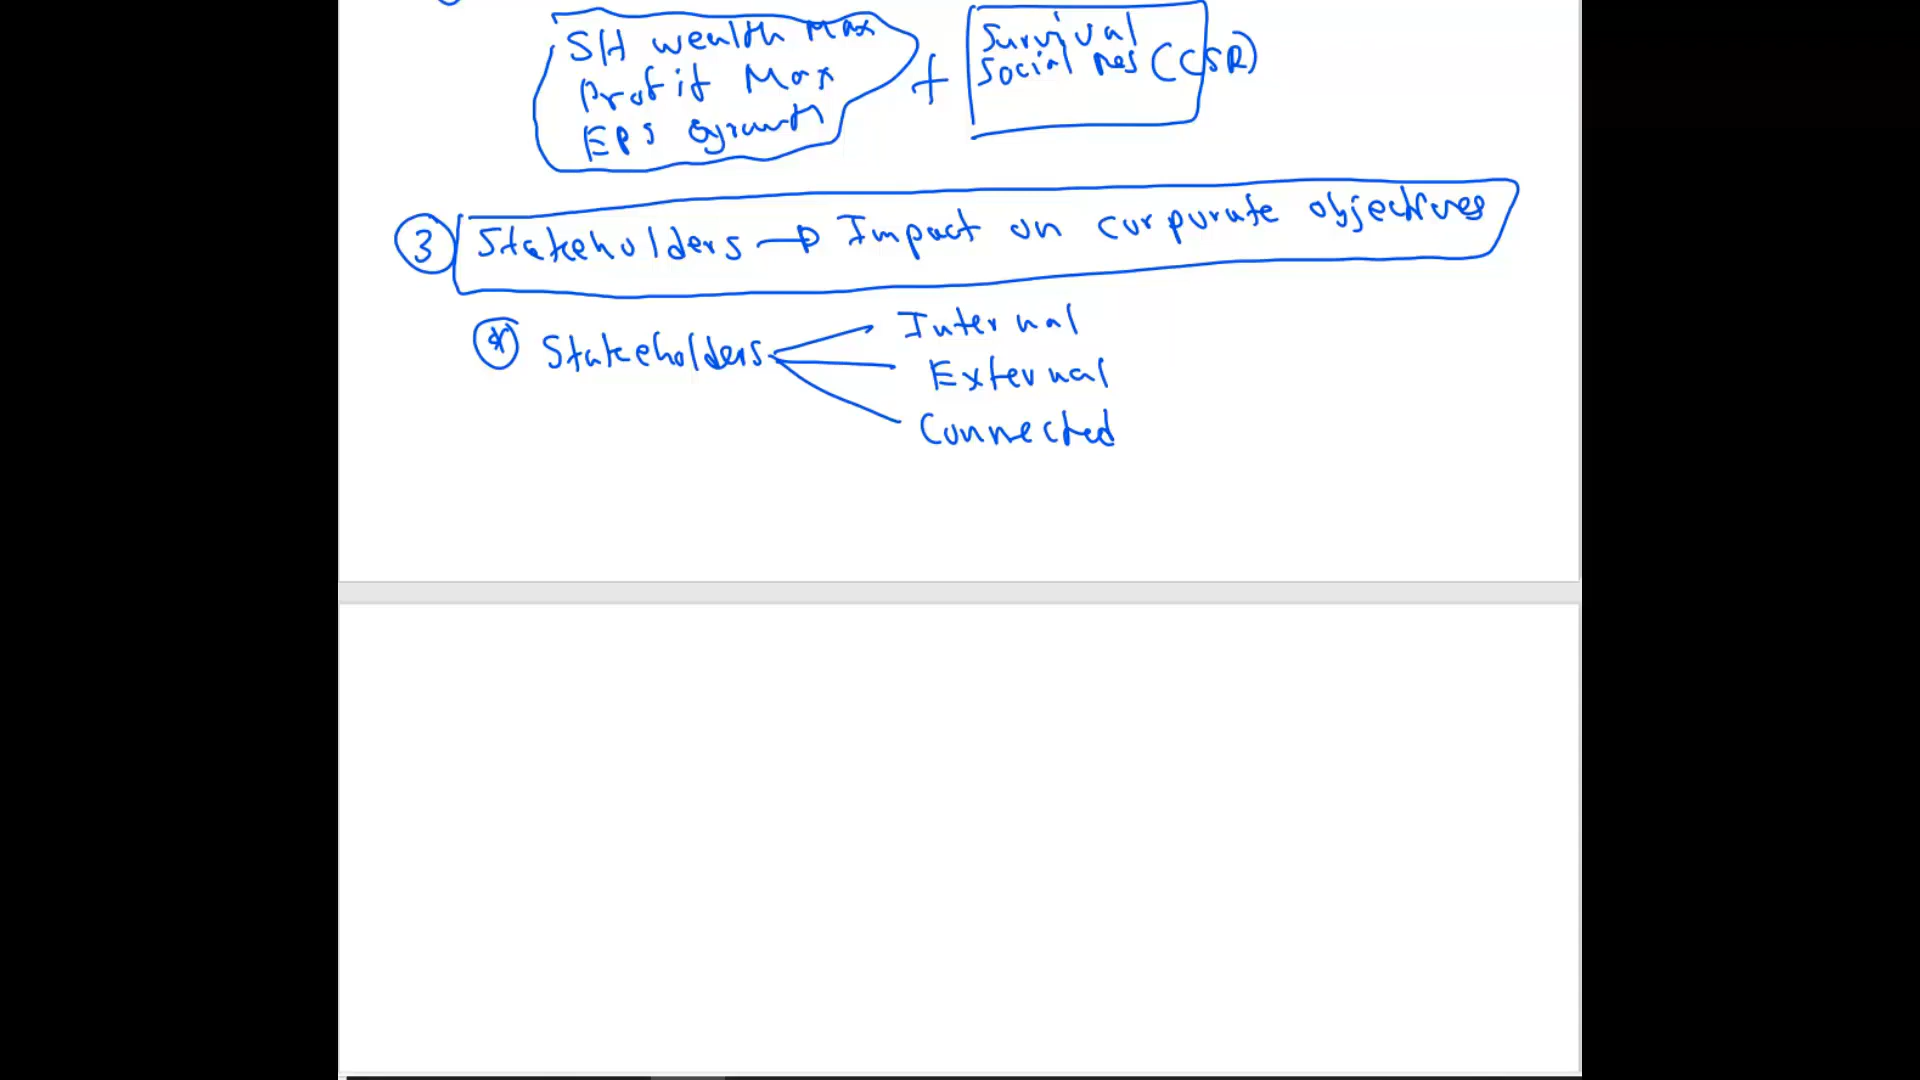 SH wealth Max
Profit Max
EPS growth
+
Survival
Social Res (CSR)
③ Stakeholders → Impact on corporate objectives
* Stakeholders
Internal
External
Connected